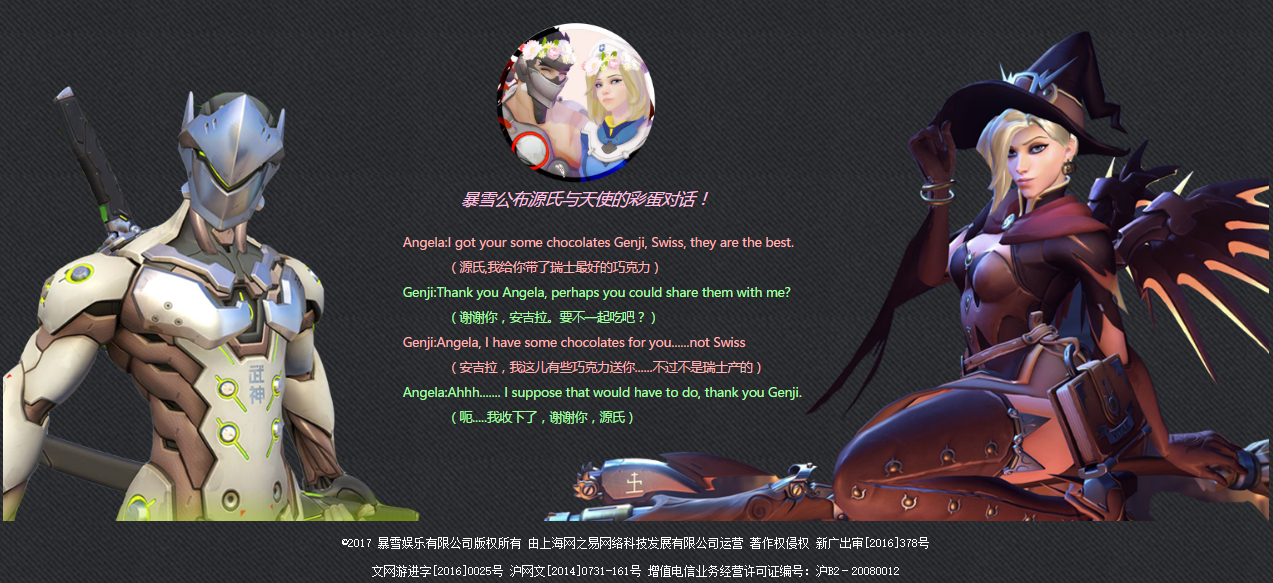 暴雪公布源氏与天使的彩蛋对话！
Angela:I got your some chocolates Genji, Swiss, they are the best.
（源氏,我给你带了瑞士最好的巧克力）
Genji:Thank you Angela, perhaps you could share them with me?
（谢谢你，安吉拉。要不一起吃吧？）
Genji:Angela, I have some chocolates for you......not Swiss
（安吉拉，我这儿有些巧克力送你......不过不是瑞士产的）
Angela:Ahhh....... I suppose that would have to do, thank you Genji.
（呃.....我收下了，谢谢你，源氏）
武神
©2017 暴雪娱乐有限公司版权所有 由上海网之易网络科技发展有限公司运营 著作权侵权 新广出审[2016]378号
文网游进字[2016]0025号 沪网文[2014]0731-161号 增值电信业务经营许可证编号：沪B2－20080012